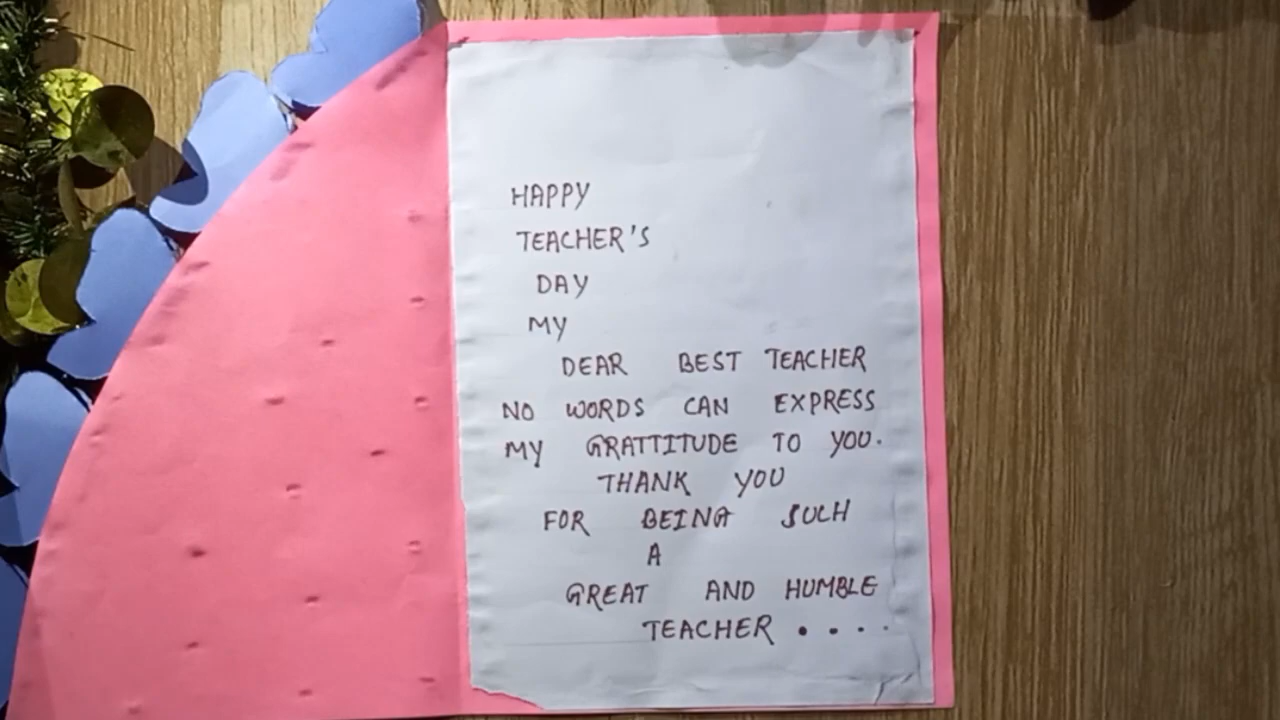 HAPPY
TEACHER'S
DAY
MY
DEAR BEST TEACHER
NO WORDS CAN EXPRESS
MY GRATTITUDE TO YOU.
THANK YOU
FOR BEING SUCH
A
GREAT AND HUMBLE
TEACHER....